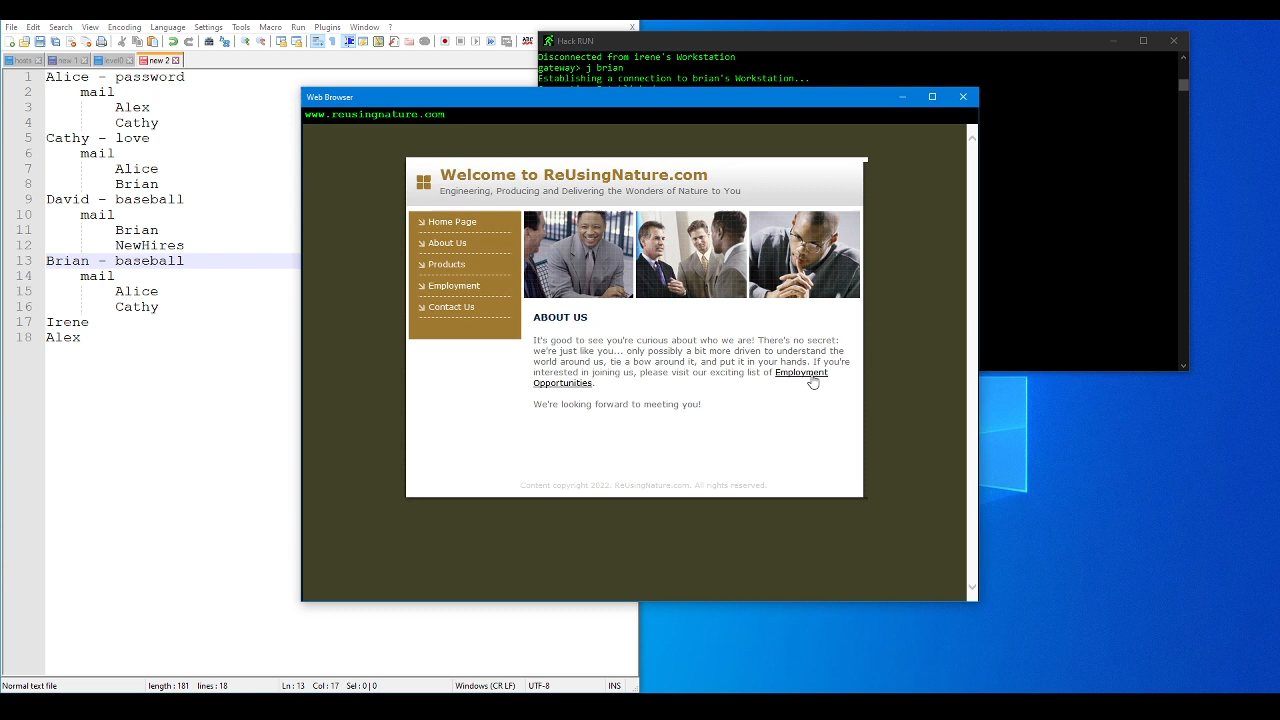 File Edit Search View Encoding Language Settings Tools Macro Run Plugins Window ? X
hosts new 1 level0 new 2
1 Alice - password
2 mail
3 Alex
4 Cathy
5 Cathy - love
6 mail
7 Alice
8 Brian
9 David - baseball
10 mail
11 Brian
12 NewHires
13 Brian - baseball
14 mail
15 Alice
16 Cathy
17 Irene
18 Alex
Normal text file length : 181 lines : 18 Ln : 13 Col : 17 Sel : 0 | 0 Windows (CR LF) UTF-8 INS
Hack RUN
Disconnected from irene's Workstation
gateway> j brian
Establishing a connection to brian's Workstation...
Web Browser
www.reusingnature.com
Welcome to ReUsingNature.com
Engineering, Producing and Delivering the Wonders of Nature to You
Home Page
About Us
Products
Employment
Contact Us
ABOUT US
It's good to see you're curious about who we are! There's no secret:
we're just like you... only possibly a bit more driven to understand the
world around us, tie a bow around it, and put it in your hands. If you're
interested in joining us, please visit our exciting list of Employment
Opportunities.
We're looking forward to meeting you!
Content copyright 2022. ReUsingNature.com. All rights reserved.